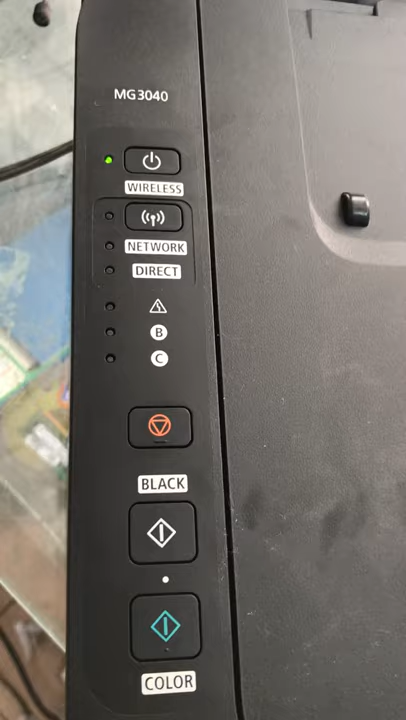 MG3040
WIRELESS
NETWORK
DIRECT
B
C
BLACK
COLOR